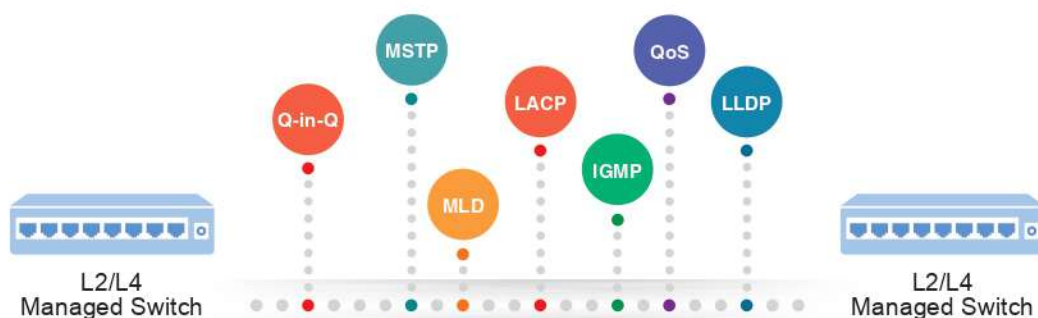 MSTP
QoS
Q-in-Q
LACP
LLDP
IGMP
MLD
L2/L4
Managed Switch
L2/L4
Managed Switch